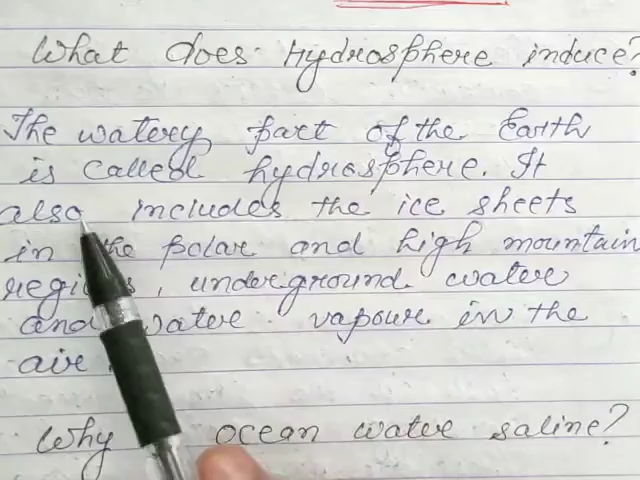 What does Hydrosphere induce?
The watery part of the Earth
is called hydrosphere. It
also includes the ice sheets
in the polar and high mountain
, underground water
and water vapour in the
air
Why ocean water saline?